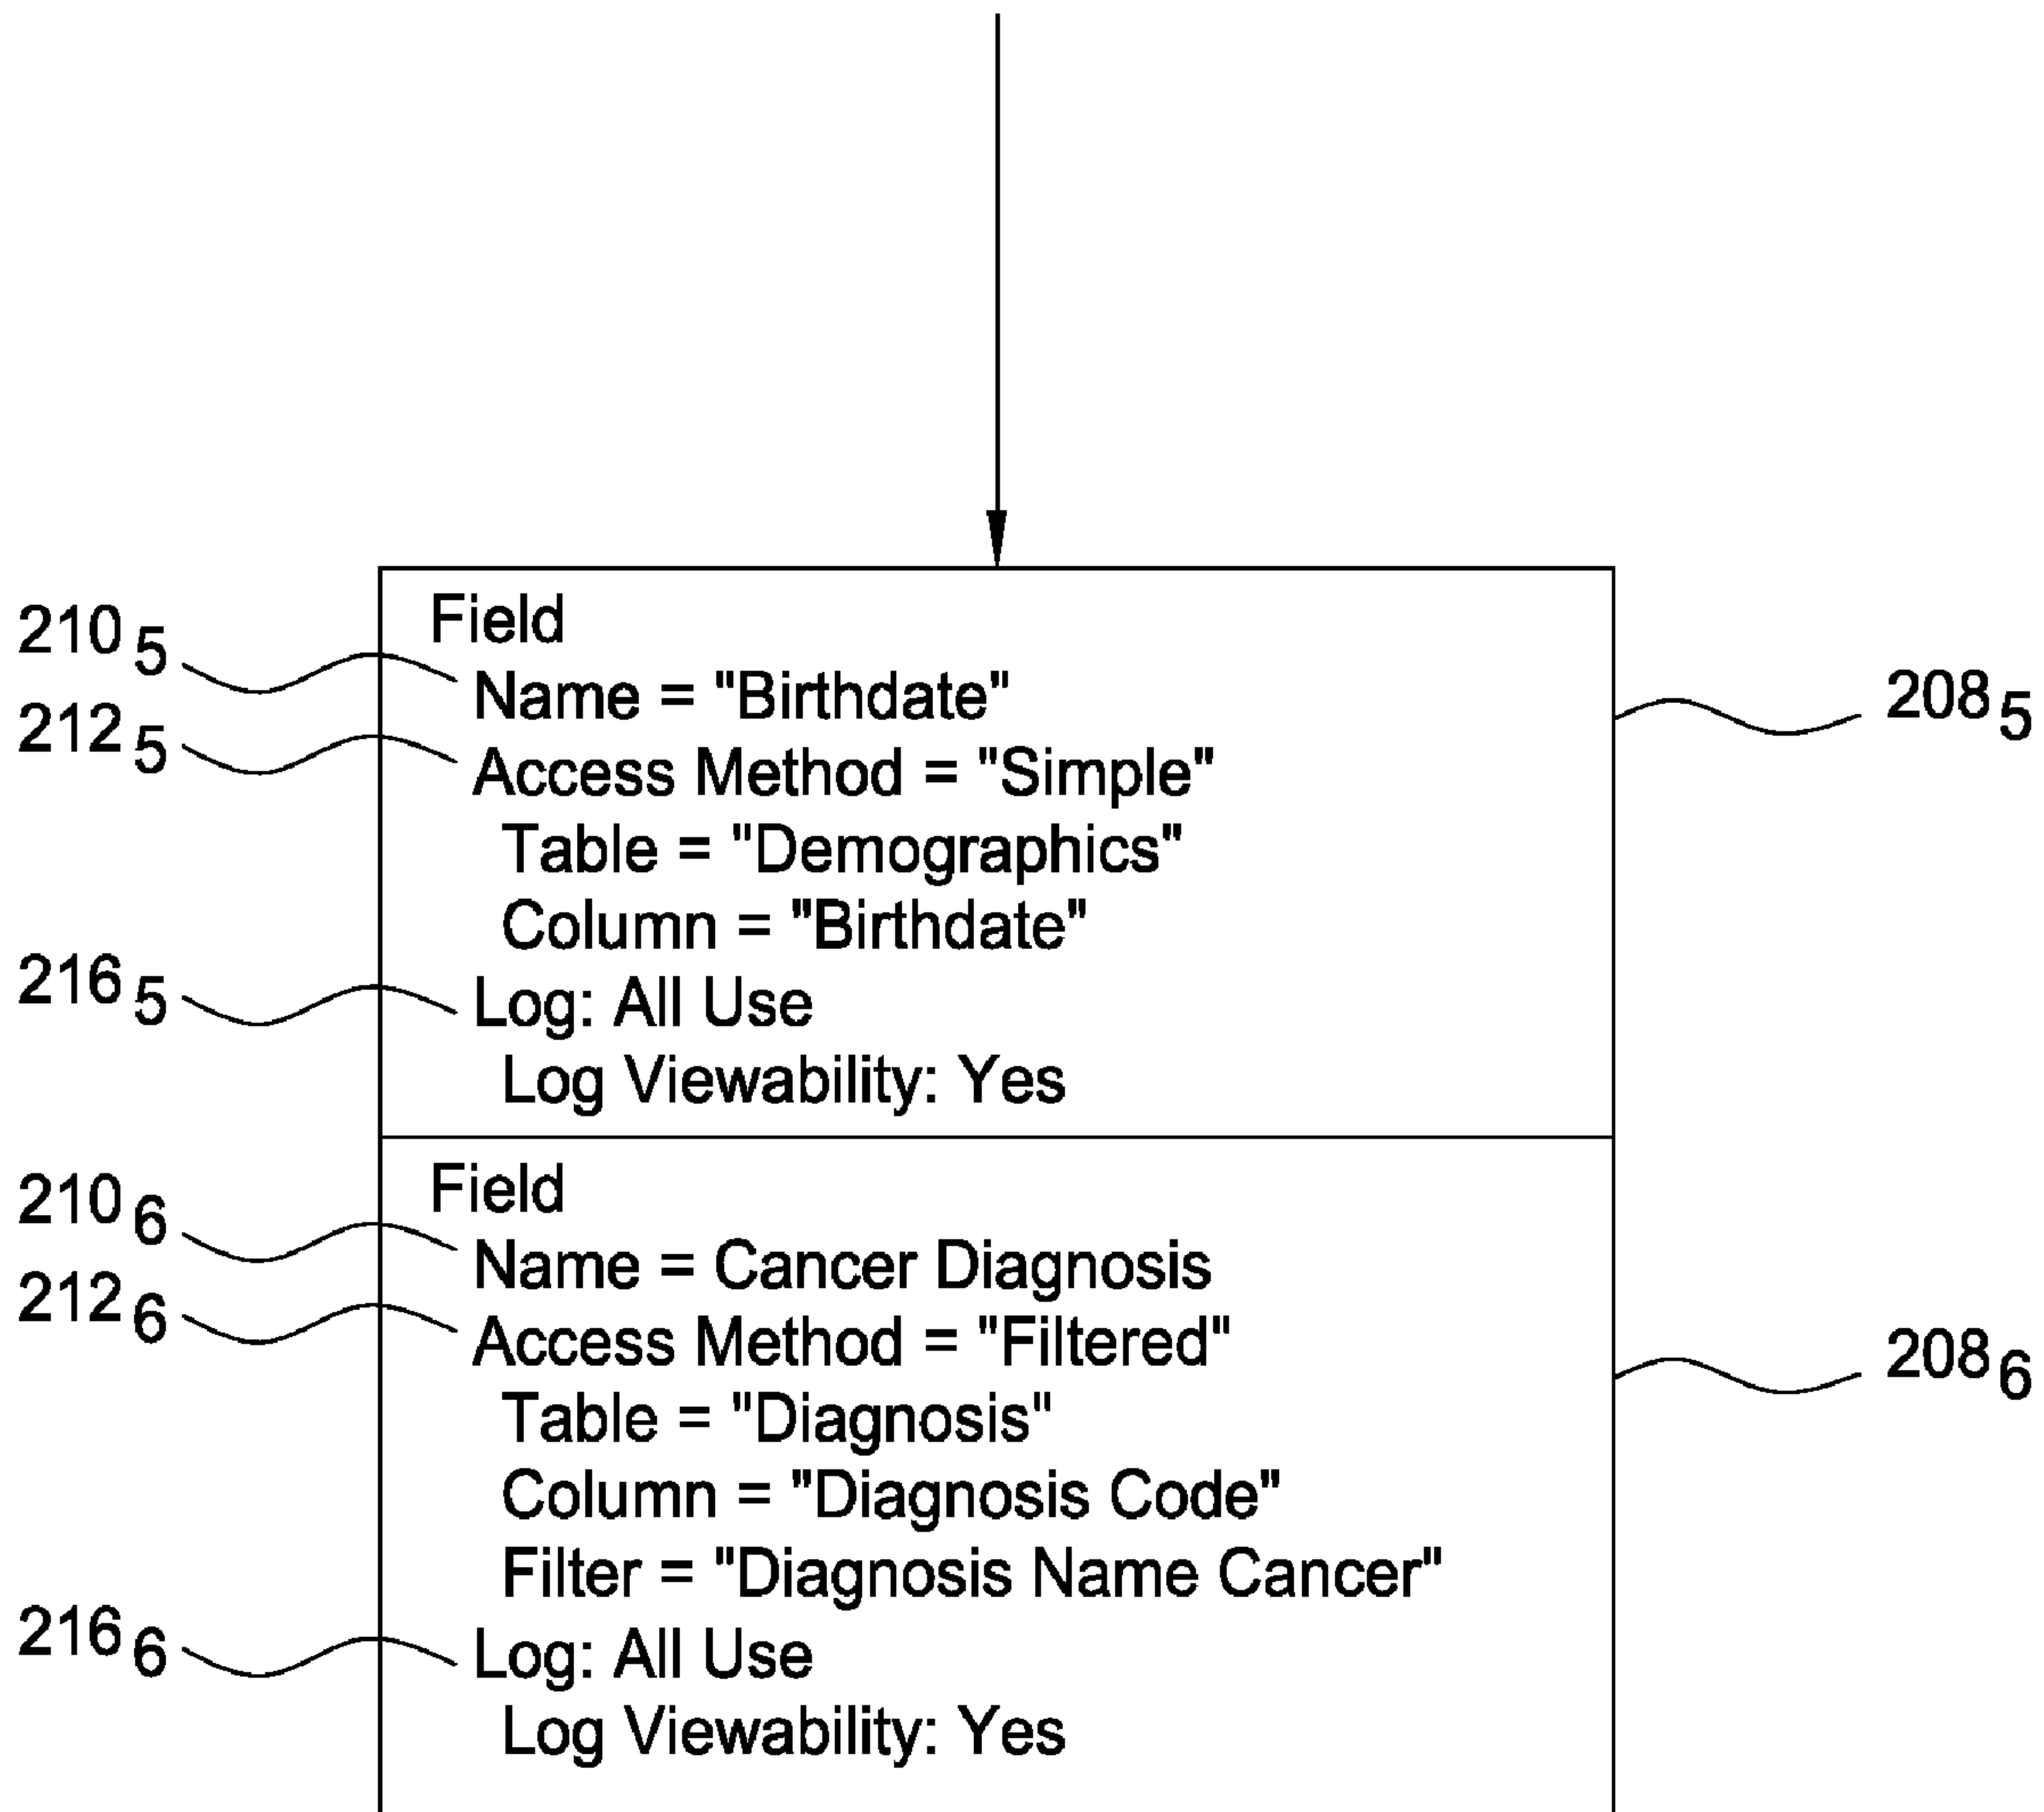 Field
210 5
Name = "Birthdate"
208 5
212 5
Access Method = "Simple"
Table = "Demographics"
Column = "Birthdate"
216 5
Log: All Use
Log Viewability: Yes
Field
210 6
Name = Cancer Diagnosis
212 6
Access Method = "Filtered"
208 6
Table = "Diagnosis"
Column = "Diagnosis Code"
Filter = "Diagnosis Name Cancer"
216 6
Log: All Use
Log Viewability: Yes